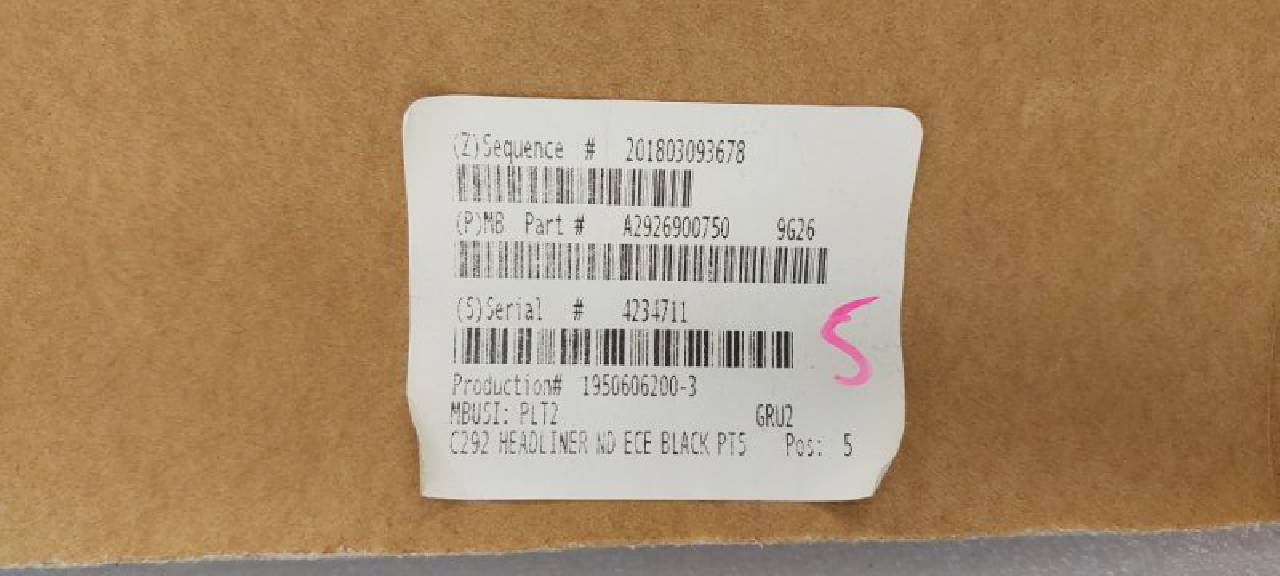 (Z)Sequence # 201803093678
(P)MB Part # A2926900750 9G26
(S)Serial # 4234711
5
Production# 1950606200-3
MBUSI: PLT2 GRU2
C292 HEADLINER ND ECE BLACK PT5 Pos: 5